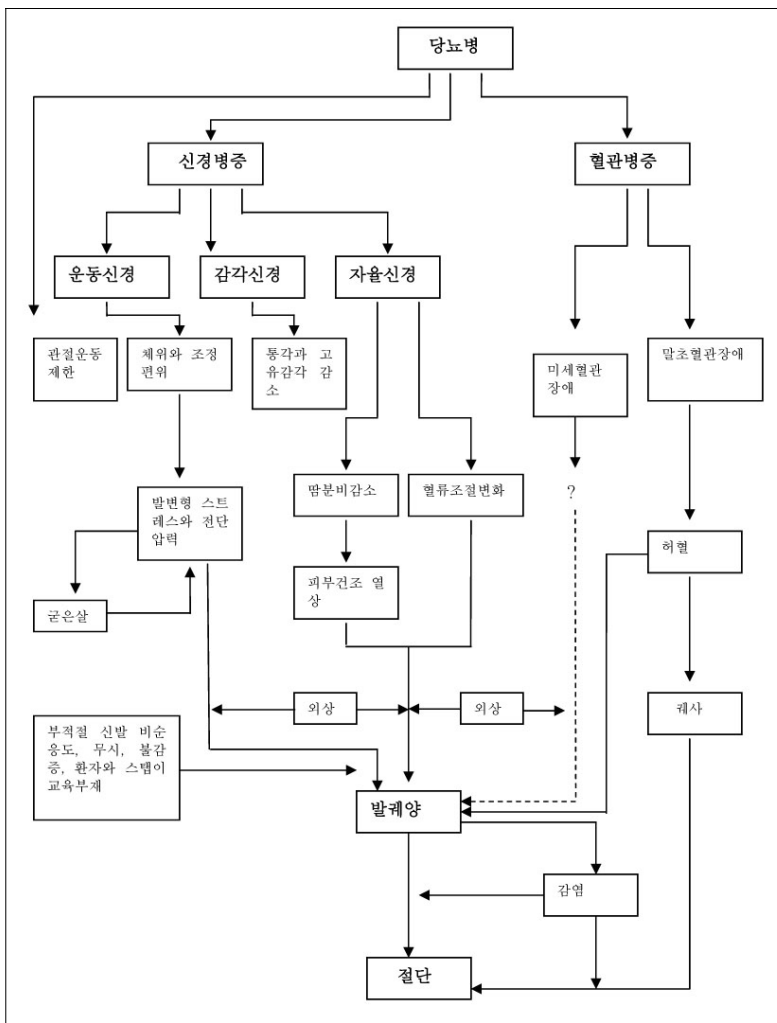 당뇨병
신경병증
혈관병증
운동신경
감각신경
자율신경
관절운동
제한
체위와 조정
편위
통각과 고
유감각 감
소
미세혈관
장애
말초혈관장애
발변형 스트
레스와 전단
압력
땀분비감소
혈류조절변화
?
허혈
피부건조 열
상
굳은살
외상
외상
궤사
부적절 신발 비순
응도, 무시, 불감
증, 환자와 스탭이
교육부재
발궤양
감염
절단